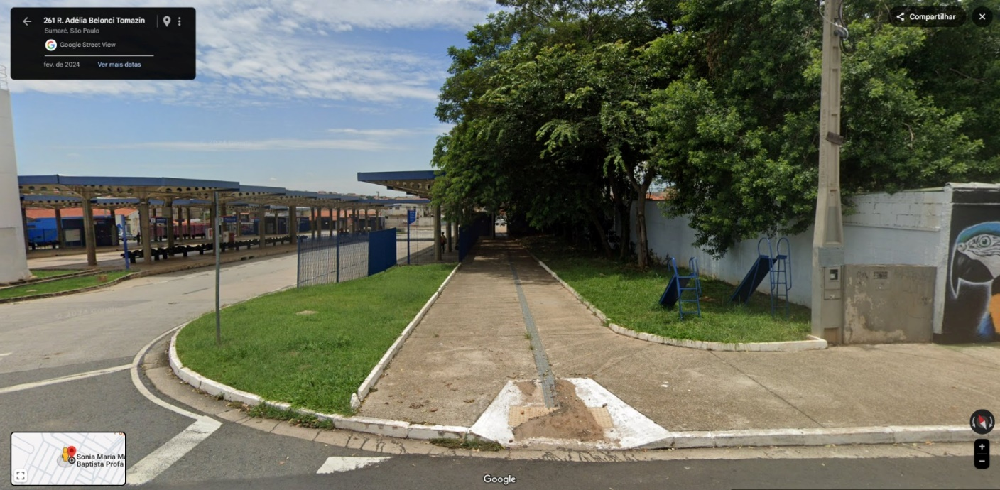 261 R. Adélia Belonci Tomazin
Sumaré, São Paulo
Google Street View
fev. de 2024
Ver mais datas
Compartilhar
Sonia Maria Ma
Baptista Profa
Google